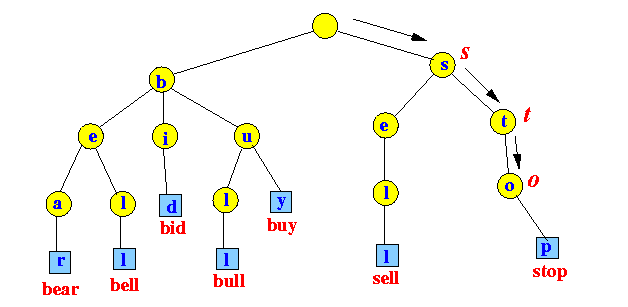 s s
b
e i u e t t
a l d l y l o o
bid buy
r l l l p
bear bell bull sell stop